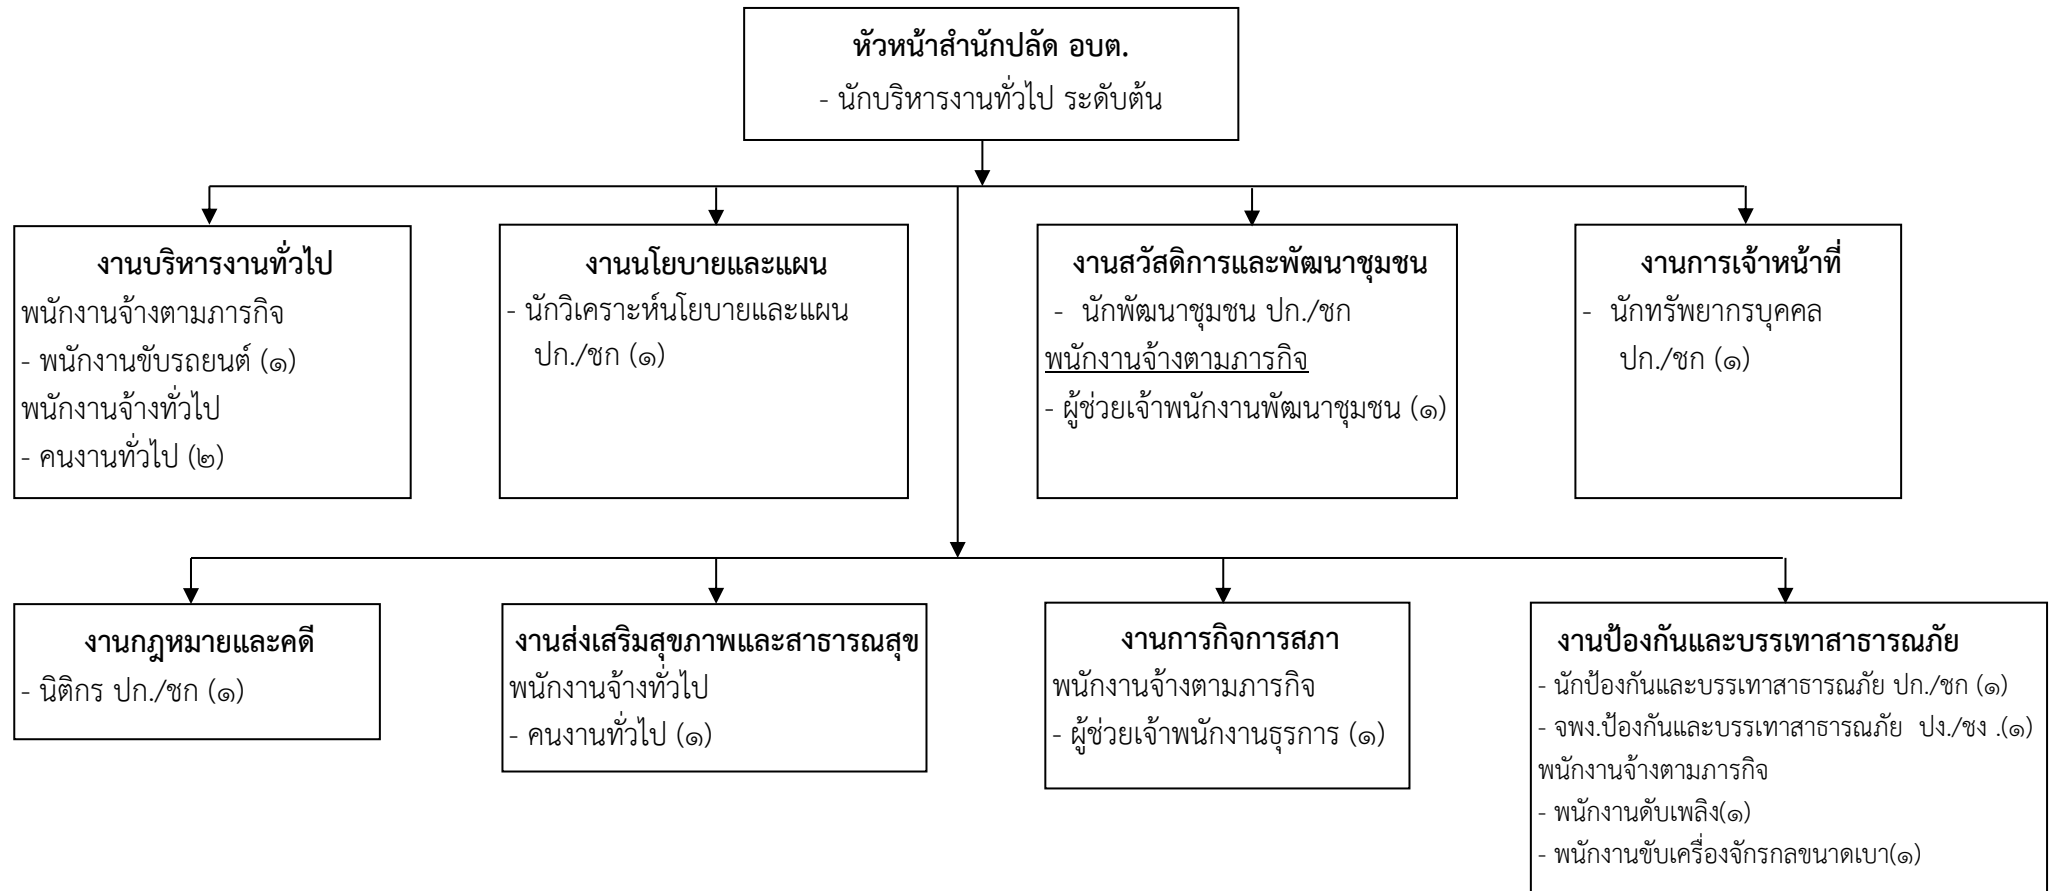 หัวหน้าสำนักปลัด อบต.
- นักบริหารงานทั่วไป ระดับต้น
งานบริหารงานทั่วไป
พนักงานจ้างตามภารกิจ
- พนักงานขับรถยนต์ (๑)
พนักงานจ้างทั่วไป
- คนงานทั่วไป (๒)
งานนโยบายและแผน
- นักวิเคราะห์นโยบายและแผน
ปก./ชก (๑)
งานสวัสดิการและพัฒนาชุมชน
- นักพัฒนาชุมชน ปก./ชก
พนักงานจ้างตามภารกิจ
- ผู้ช่วยเจ้าพนักงานพัฒนาชุมชน (๑)
งานการเจ้าหน้าที่
- นักทรัพยากรบุคคล
ปก./ชก (๑)
งานกฎหมายและคดี
- นิติกร ปก./ชก (๑)
งานส่งเสริมสุขภาพและสาธารณสุข
พนักงานจ้างทั่วไป
- คนงานทั่วไป (๑)
งานการกิจการสภา
พนักงานจ้างตามภารกิจ
- ผู้ช่วยเจ้าพนักงานธุรการ (๑)
งานป้องกันและบรรเทาสาธารณภัย
- นักป้องกันและบรรเทาสาธารณภัย ปก./ชก (๑)
- จพง.ป้องกันและบรรเทาสาธารณภัย ปง./ชง .(๑)
พนักงานจ้างตามภารกิจ
- พนักงานดับเพลิง(๑)
- พนักงานขับเครื่องจักรกลขนาดเบา(๑)